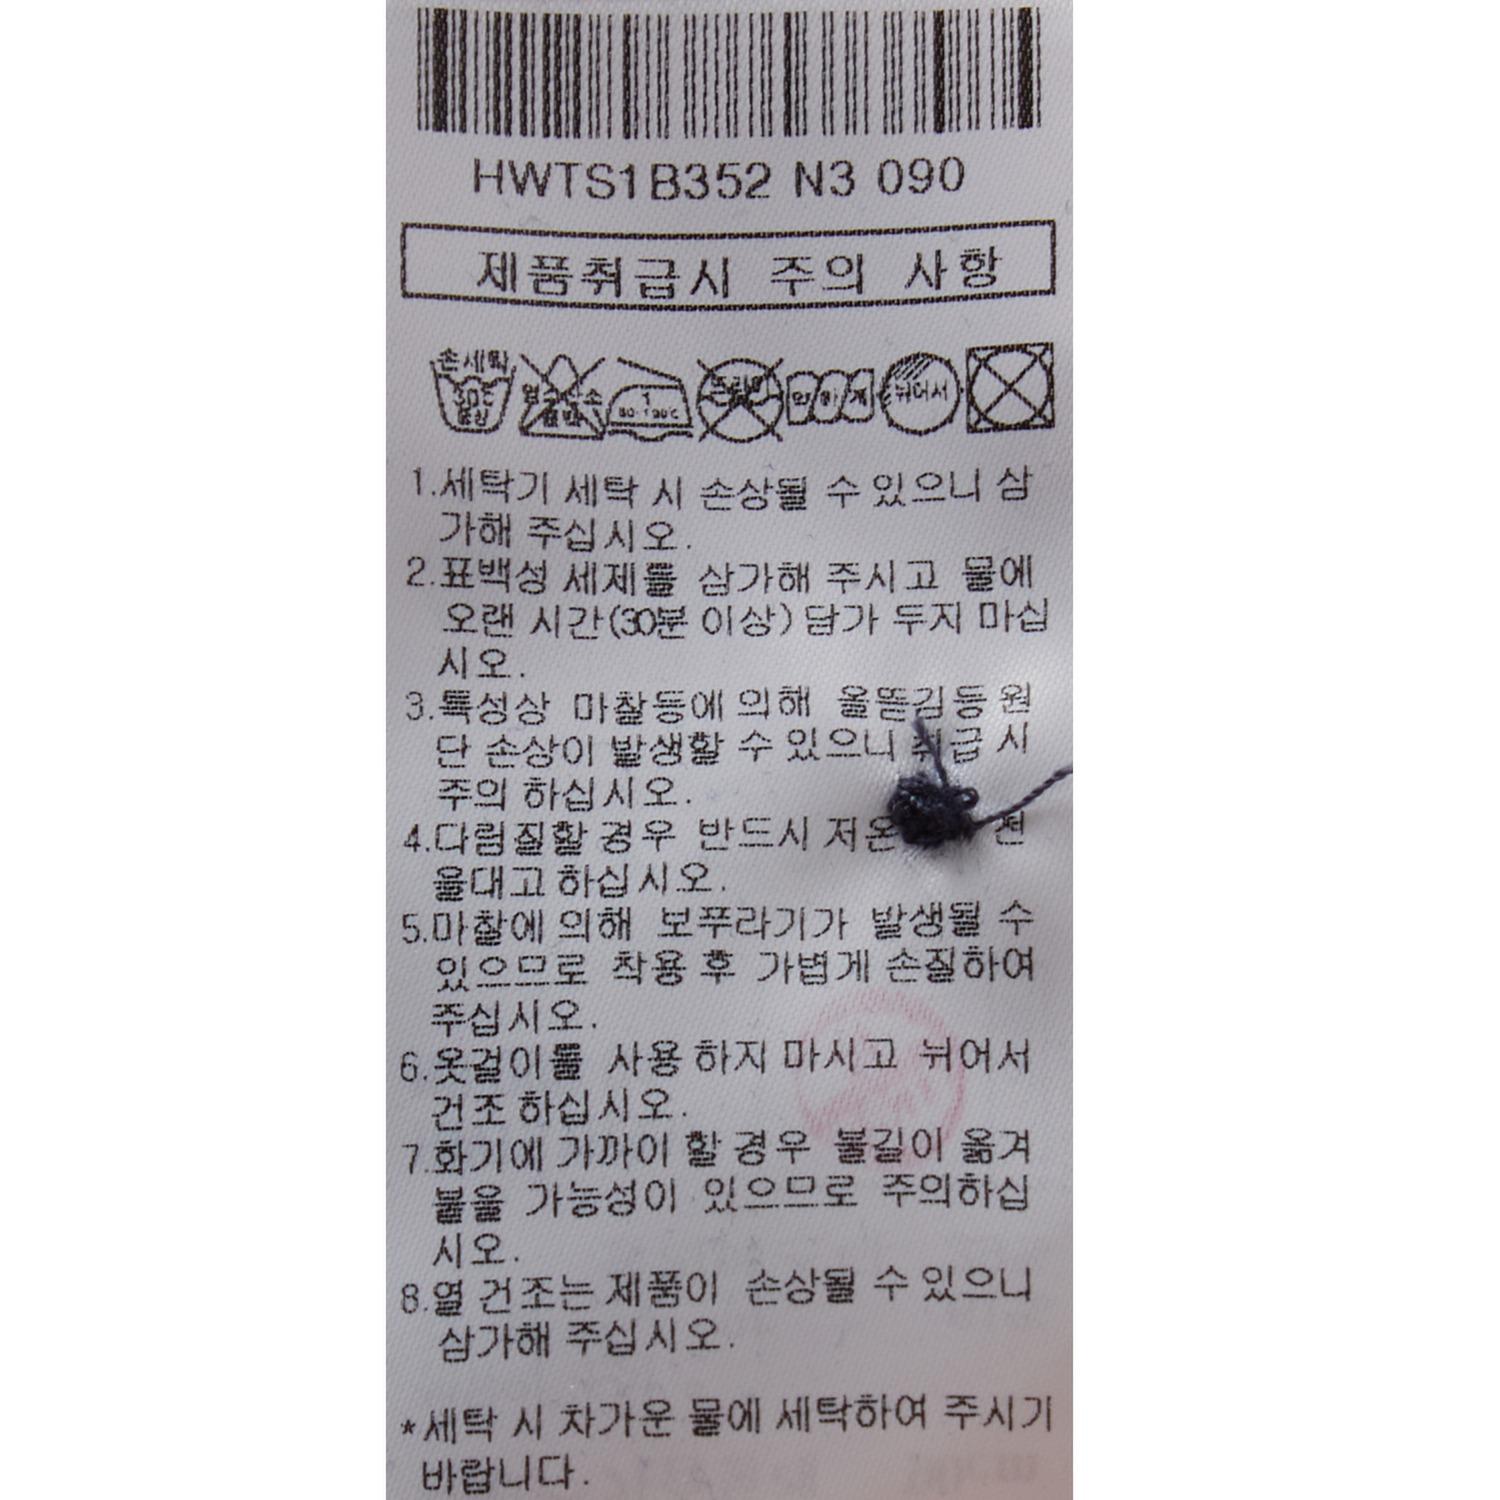 HWTS1B352 N3 090
제품취급시 주의 사항
손세탁
30℃
중성
염소산소
표백
1
80-120℃
드라이
약하게
뉘어서
1.세탁기 세탁 시 손상될 수 있으니 삼
가해 주십시오.
2.표백성 세제를 삼가해 주시고 물에
오랜 시간(30분 이상) 담가 두지 마십
시오.
3.특성상 마찰등에 의해 올뜯김등 원
단 손상이 발생할 수 있으니 취급 시
주의 하십시오.
4.다림질할 경우 반드시 저온 천
을대고 하십시오.
5.마찰에 의해 보푸라기가 발생될 수
있으므로 착용 후 가볍게 손질하여
주십시오.
6.옷걸이를 사용 하지 마시고 뉘어서
건조 하십시오.
7.화기에 가까이 할 경우 불길이 옮겨
붙을 가능성이 있으므로 주의하십
시오.
8.열 건조는 제품이 손상될 수 있으니
삼가해 주십시오.
*세탁 시 차가운 물에 세탁하여 주시기
바랍니다.